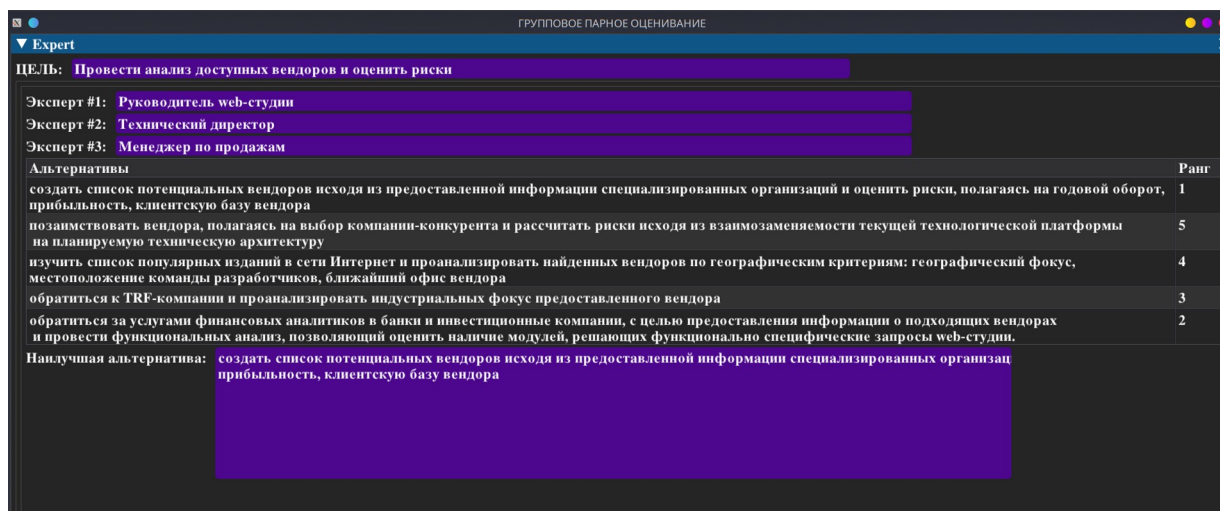 ГРУППОВОЕ ПАРНОЕ ОЦЕНИВАНИЕ
▼ Expert
ЦЕЛЬ: Провести анализ доступных вендоров и оценить риски
Эксперт #1: Руководитель web-студии
Эксперт #2: Технический директор
Эксперт #3: Менеджер по продажам
Альтернативы Ранг
создать список потенциальных вендоров исходя из предоставленной информации специализированных организаций и оценить риски, полагаясь на годовой оборот, 1
прибыльность, клиентскую базу вендора
позаимствовать вендора, полагаясь на выбор компании-конкурента и рассчитать риски исходя из взаимозаменяемости текущей технологической платформы 5
на планируемую техническую архитектуру
изучить список популярных изданий в сети Интернет и проанализировать найденных вендоров по географическим критериям: географический фокус, 4
местоположение команды разработчиков, ближайший офис вендора
обратиться к TRF-компании и проанализировать индустриальных фокус предоставленного вендора 3
обратиться за услугами финансовых аналитиков в банки и инвестиционные компании, с целью предоставления информации о подходящих вендорах 2
и провести функциональных анализ, позволяющий оценить наличие модулей, решающих функционально специфические запросы web-студии.
Наилучшая альтернатива: создать список потенциальных вендоров исходя из предоставленной информации специализированных организац
прибыльность, клиентскую базу вендора